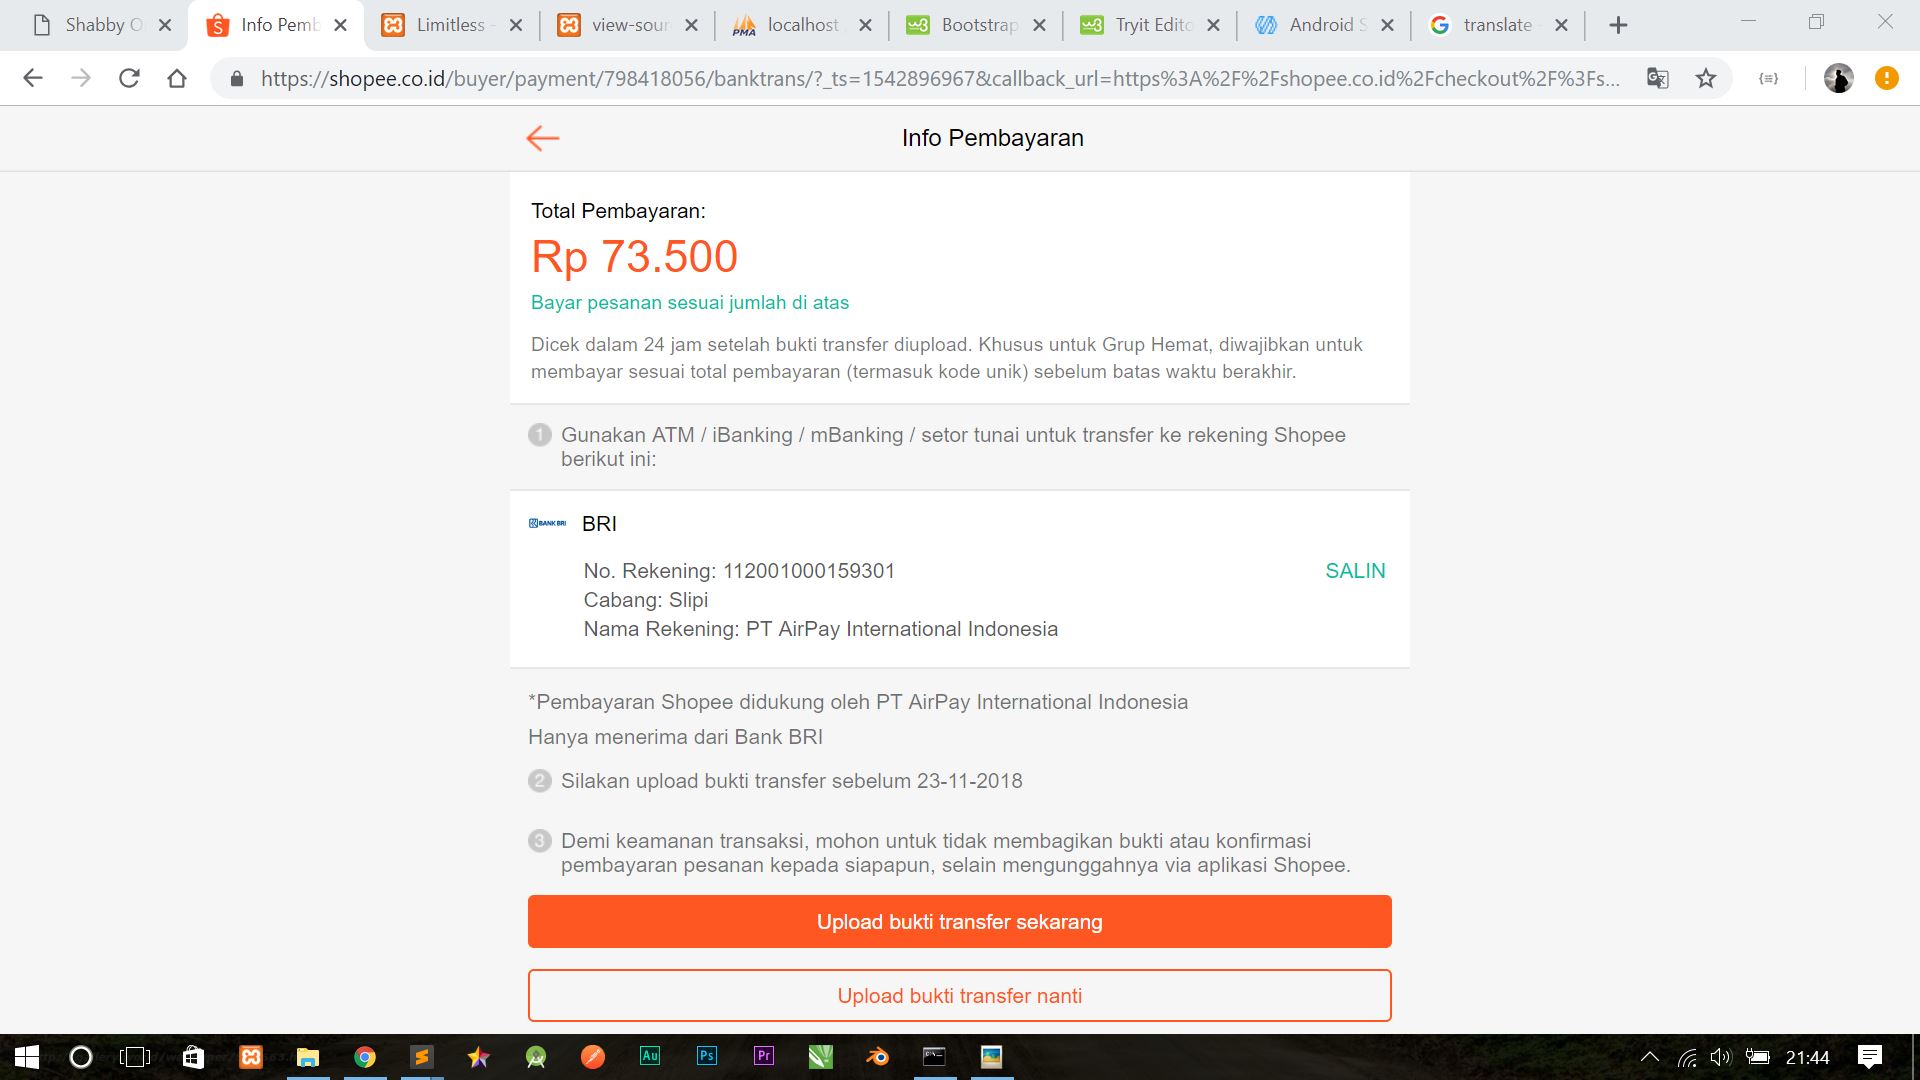 Shabby O
Info Pemb
Limitless -
view-sour
localhost
Bootstrap
Tryit Edito
Android S
translate -
https://shopee.co.id/buyer/payment/798418056/banktrans/?_ts=1542896967&callback_url=https%3A%2F%2Fshopee.co.id%2Fcheckout%2F%3Fs...
Info Pembayaran
Total Pembayaran:
Rp 73.500
Bayar pesanan sesuai jumlah di atas
Dicek dalam 24 jam setelah bukti transfer diupload. Khusus untuk Grup Hemat, diwajibkan untuk
membayar sesuai total pembayaran (termasuk kode unik) sebelum batas waktu berakhir.
1 Gunakan ATM / iBanking / mBanking / setor tunai untuk transfer ke rekening Shopee
berikut ini:
BANK BRI BRI
No. Rekening: 112001000159301 SALIN
Cabang: Slipi
Nama Rekening: PT AirPay International Indonesia
*Pembayaran Shopee didukung oleh PT AirPay International Indonesia
Hanya menerima dari Bank BRI
2 Silakan upload bukti transfer sebelum 23-11-2018
3 Demi keamanan transaksi, mohon untuk tidak membagikan bukti atau konfirmasi
pembayaran pesanan kepada siapapun, selain mengunggahnya via aplikasi Shopee.
Upload bukti transfer sekarang
Upload bukti transfer nanti
Au Ps Pr 21:44